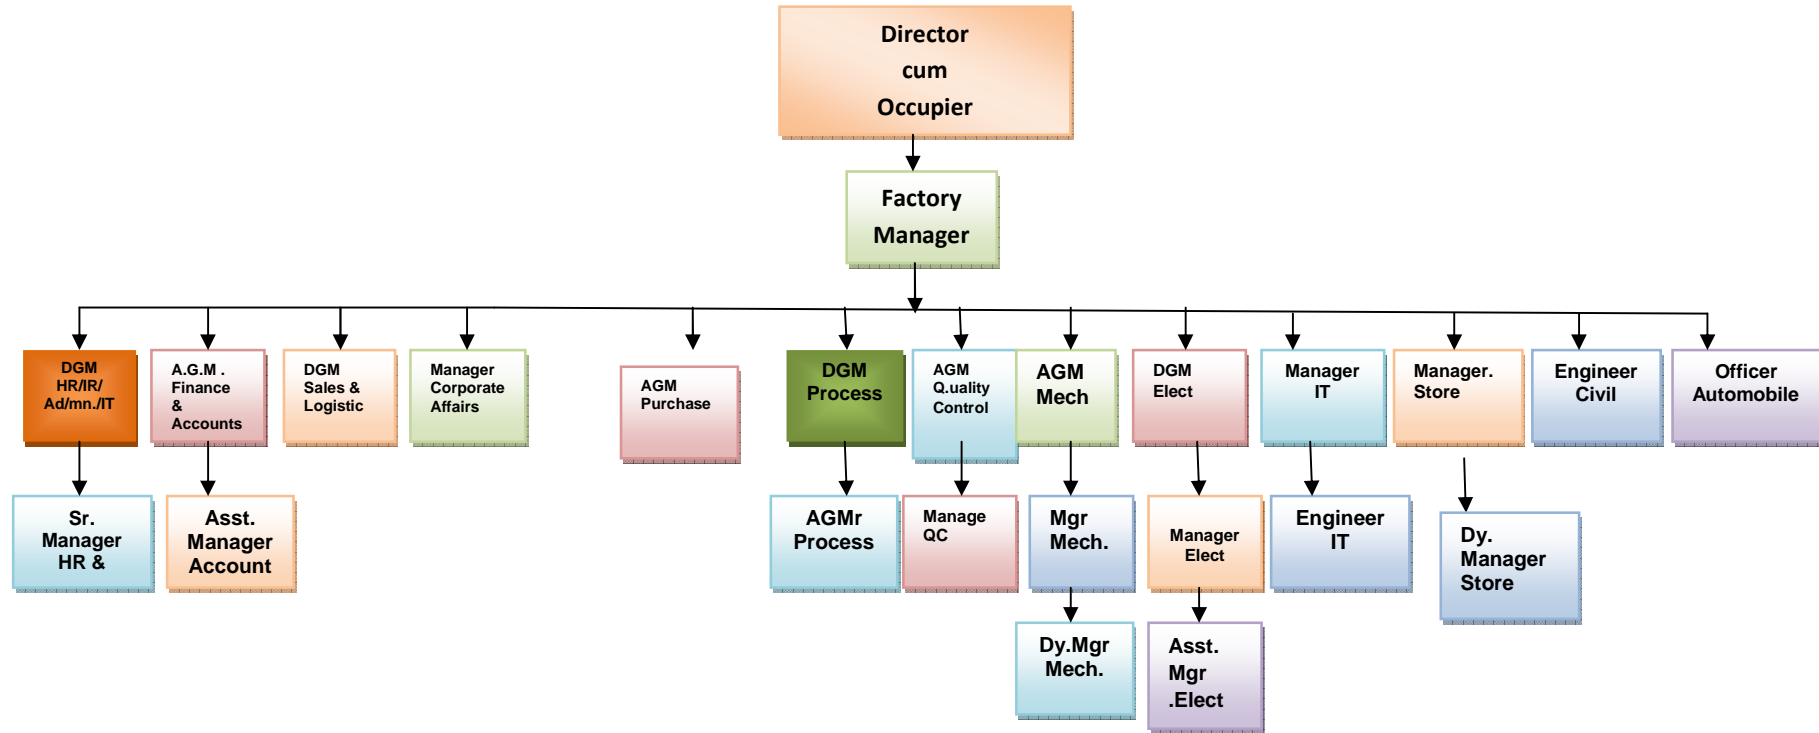 Director
cum
Occupier
Factory
Manager
DGM
HR/IR/
Ad/mn./IT
A.G.M .
Finance
&
Accounts
DGM
Sales &
Logistic
Manager
Corporate
Affairs
AGM
Purchase
DGM
Process
AGM
Q.uality
Control
AGM
Mech
DGM
Elect
Manager
IT
Manager.
Store
Engineer
Civil
Officer
Automobile
Sr.
Manager
HR &
Asst.
Manager
Account
AGMr
Process
Manage
QC
Mgr
Mech.
Manager
Elect
Engineer
IT
Dy.
Manager
Store
Dy.Mgr
Mech.
Asst.
Mgr
.Elect